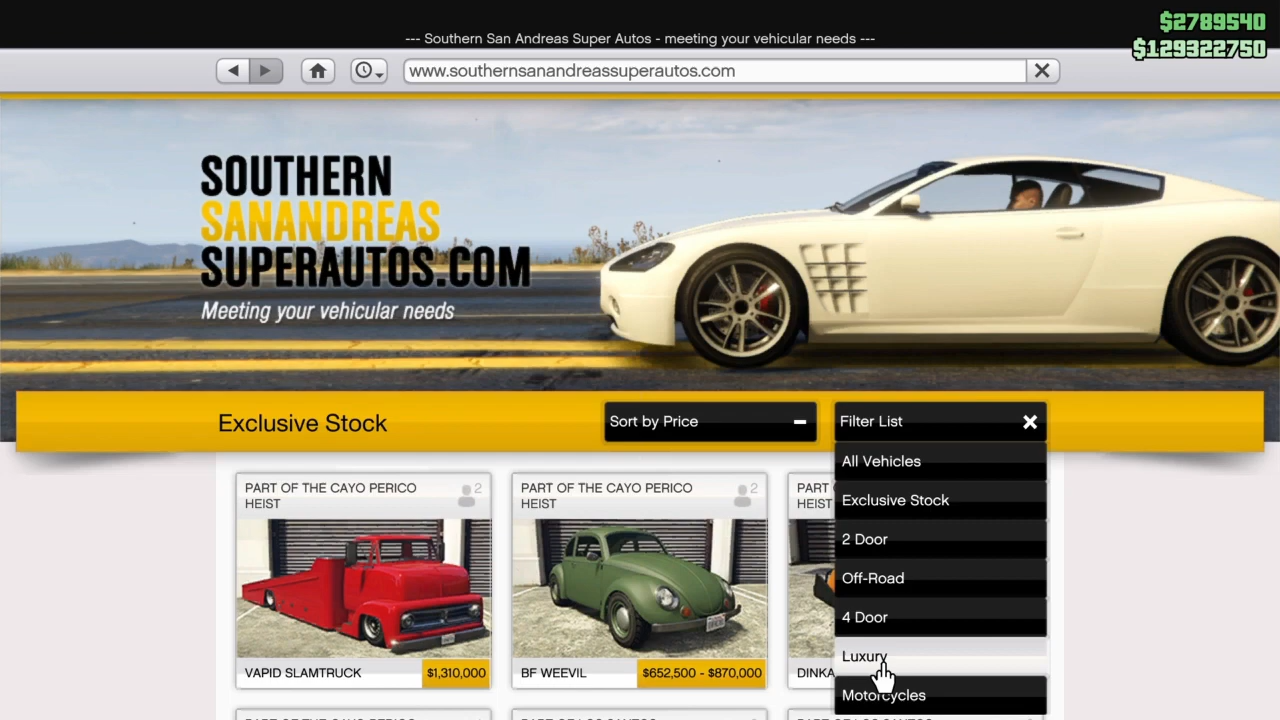 $2789540
--- Southern San Andreas Super Autos - meeting your vehicular needs ---
$129322750
www.southernsanandreassuperautos.com
SOUTHERN
SANANDREAS
SUPERAUTOS.COM
Meeting your vehicular needs
Exclusive Stock
Sort by Price
Filter List
All Vehicles
Exclusive Stock
2 Door
Off-Road
4 Door
Luxury
Motorcycles
PART OF THE CAYO PERICO
HEIST
2
VAPID SLAMTRUCK
$1,310,000
PART OF THE CAYO PERICO
HEIST
2
BF WEEVIL
$652,500 - $870,000
PART
HEIST
DINKA